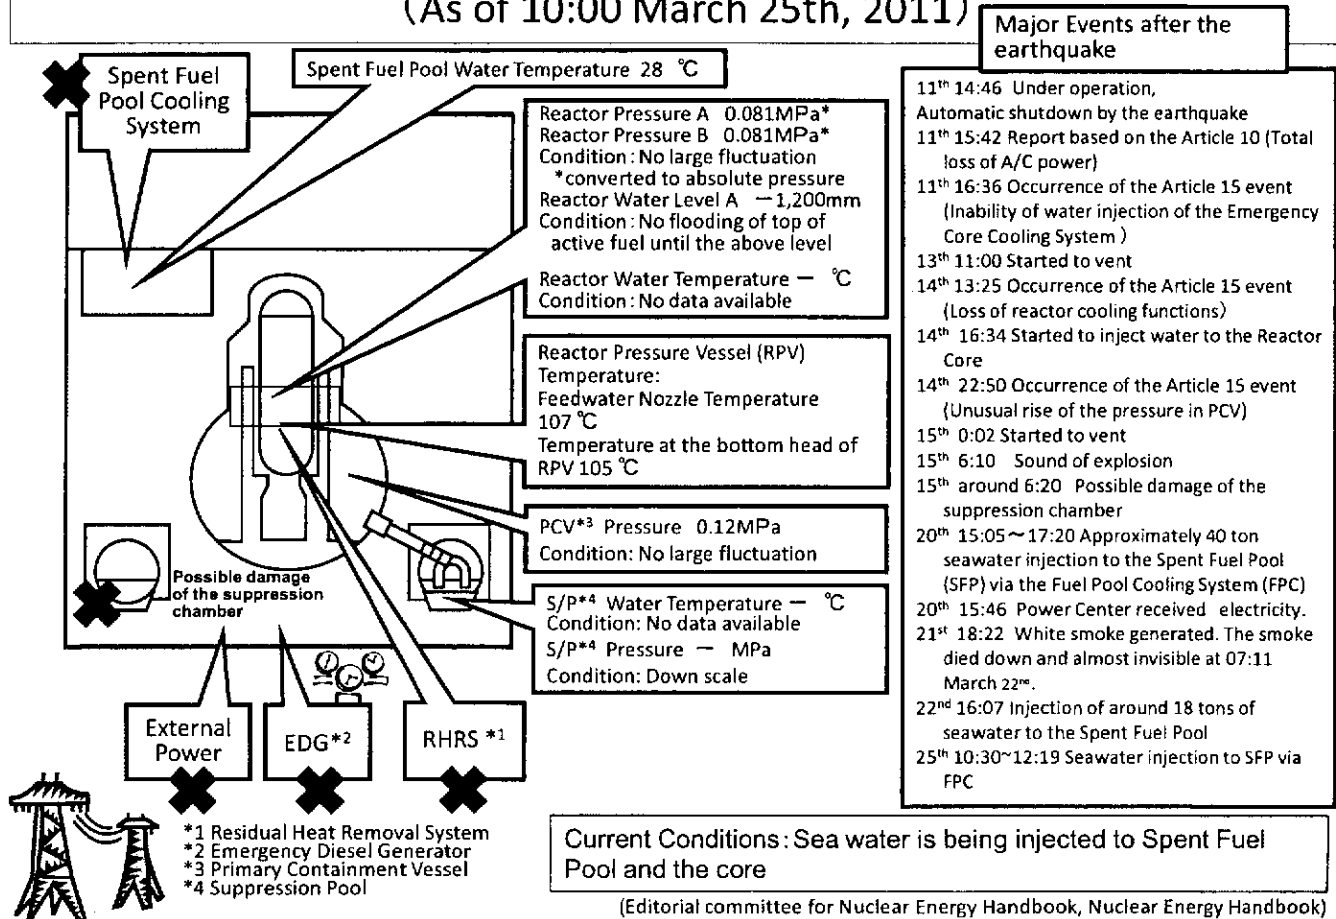 (As of 10:00 March 25th, 2011)
Major Events after the
earthquake
Spent Fuel
Pool Cooling
System
Spent Fuel Pool Water Temperature 28 ℃
Reactor Pressure A 0.081MPa*
Reactor Pressure B 0.081MPa*
Condition: No large fluctuation
*converted to absolute pressure
Reactor Water Level A －1,200mm
Condition: No flooding of top of
active fuel until the above level
Reactor Water Temperature － ℃
Condition: No data available
Reactor Pressure Vessel (RPV)
Temperature:
Feedwater Nozzle Temperature
107 ℃
Temperature at the bottom head of
RPV 105 ℃
PCV*3 Pressure 0.12MPa
Condition: No large fluctuation
S/P*4 Water Temperature － ℃
Condition: No data available
S/P*4 Pressure － MPa
Condition: Down scale
Possible damage
of the suppression
chamber
External
Power
EDG*2
RHRS *1
*1 Residual Heat Removal System
*2 Emergency Diesel Generator
*3 Primary Containment Vessel
*4 Suppression Pool
11th 14:46 Under operation,
Automatic shutdown by the earthquake
11th 15:42 Report based on the Article 10 (Total
loss of A/C power)
11th 16:36 Occurrence of the Article 15 event
(Inability of water injection of the Emergency
Core Cooling System )
13th 11:00 Started to vent
14th 13:25 Occurrence of the Article 15 event
(Loss of reactor cooling functions)
14th 16:34 Started to inject water to the Reactor
Core
14th 22:50 Occurrence of the Article 15 event
(Unusual rise of the pressure in PCV)
15th 0:02 Started to vent
15th 6:10 Sound of explosion
15th around 6:20 Possible damage of the
suppression chamber
20th 15:05～17:20 Approximately 40 ton
seawater injection to the Spent Fuel Pool
(SFP) via the Fuel Pool Cooling System (FPC)
20th 15:46 Power Center received electricity.
21st 18:22 White smoke generated. The smoke
died down and almost invisible at 07:11
March 22nd.
22nd 16:07 Injection of around 18 tons of
seawater to the Spent Fuel Pool
25th 10:30~12:19 Seawater injection to SFP via
FPC
Current Conditions: Sea water is being injected to Spent Fuel
Pool and the core
(Editorial committee for Nuclear Energy Handbook, Nuclear Energy Handbook)